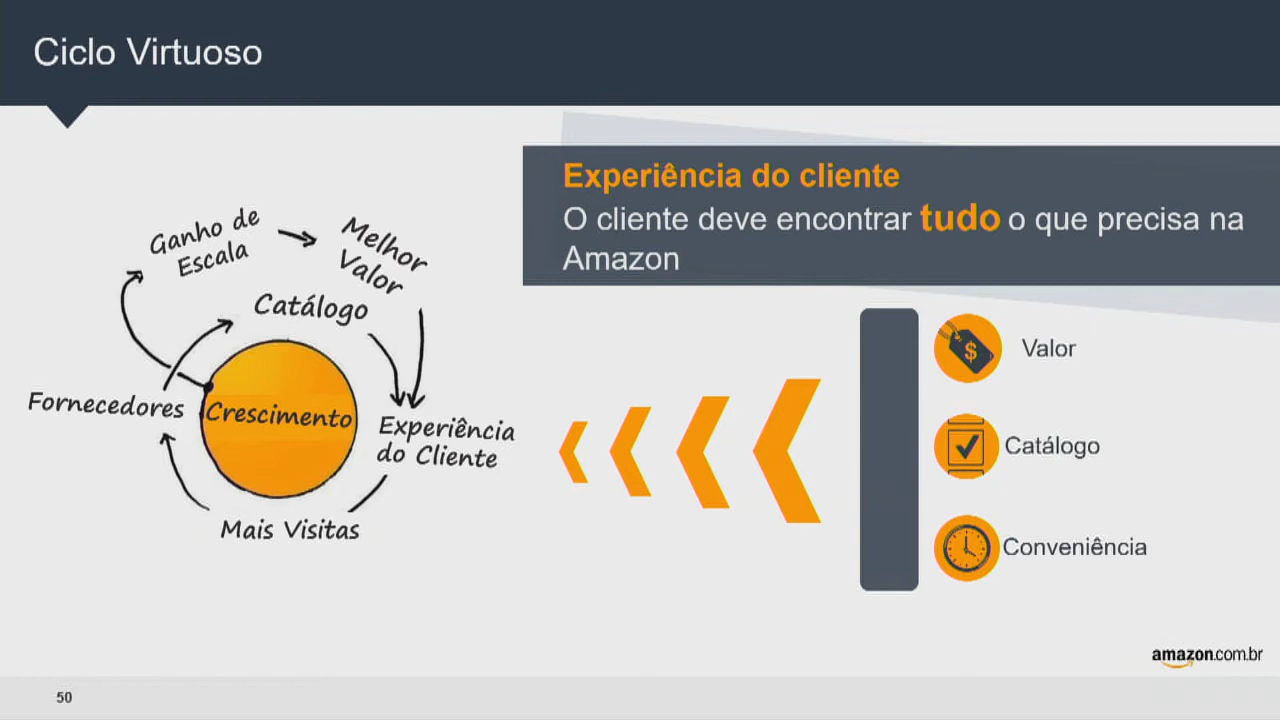 Ciclo Virtuoso
Experiência do cliente
O cliente deve encontrar tudo o que precisa na
Amazon
Ganho de
Escala
Melhor
Valor
Catálogo
Fornecedores
Crescimento
Experiência
do Cliente
Mais Visitas
$
Valor
Catálogo
Conveniência
amazon.com.br
50